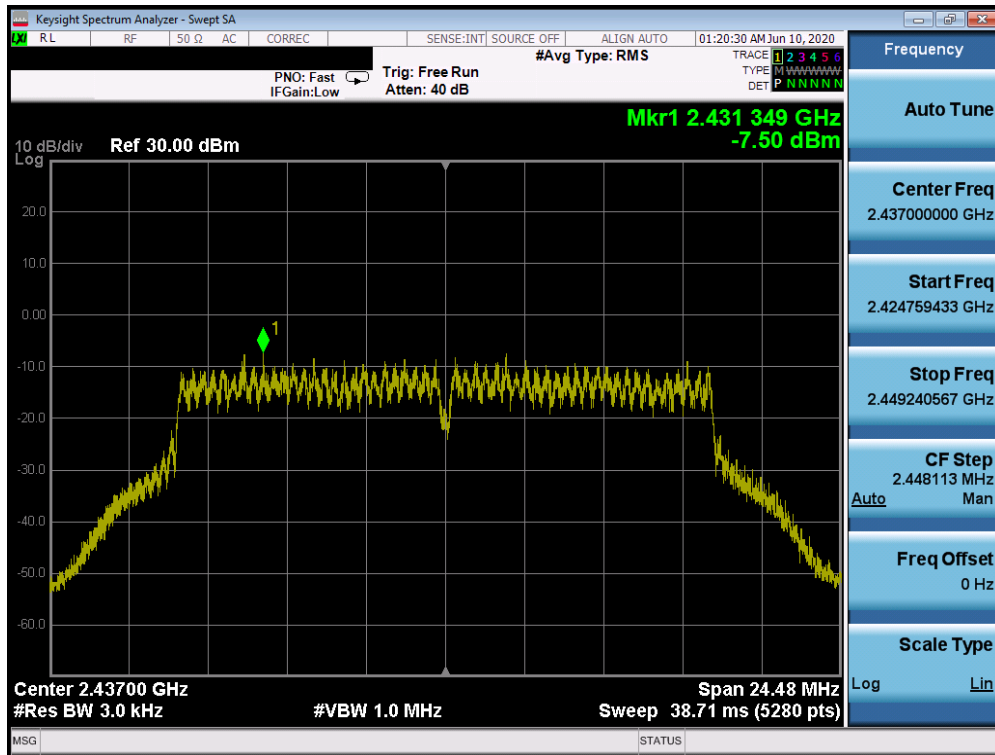 Keysight Spectrum Analyzer - Swept SA
LXI RL RF 50 Ω AC CORREC SENSE:INT SOURCE OFF ALIGN AUTO 01:20:30 AM Jun 10, 2020
#Avg Type: RMS
TRACE 1 2 3 4 5 6
PNO: Fast Trig: Free Run
TYPE M WWWWW
IFGain:Low Atten: 40 dB
DET P N N N N N
Mkr1 2.431 349 GHz
-7.50 dBm
10 dB/div Ref 30.00 dBm
Log
1
20.0
10.0
0.00
-10.0
-20.0
-30.0
-40.0
-50.0
-60.0
Center 2.43700 GHz
Span 24.48 MHz
#Res BW 3.0 kHz #VBW 1.0 MHz Sweep 38.71 ms (5280 pts)
MSG STATUS
Frequency
Auto Tune
Center Freq
2.437000000 GHz
Start Freq
2.424759433 GHz
Stop Freq
2.449240567 GHz
CF Step
2.448113 MHz
Auto Man
Freq Offset
0 Hz
Scale Type
Log Lin